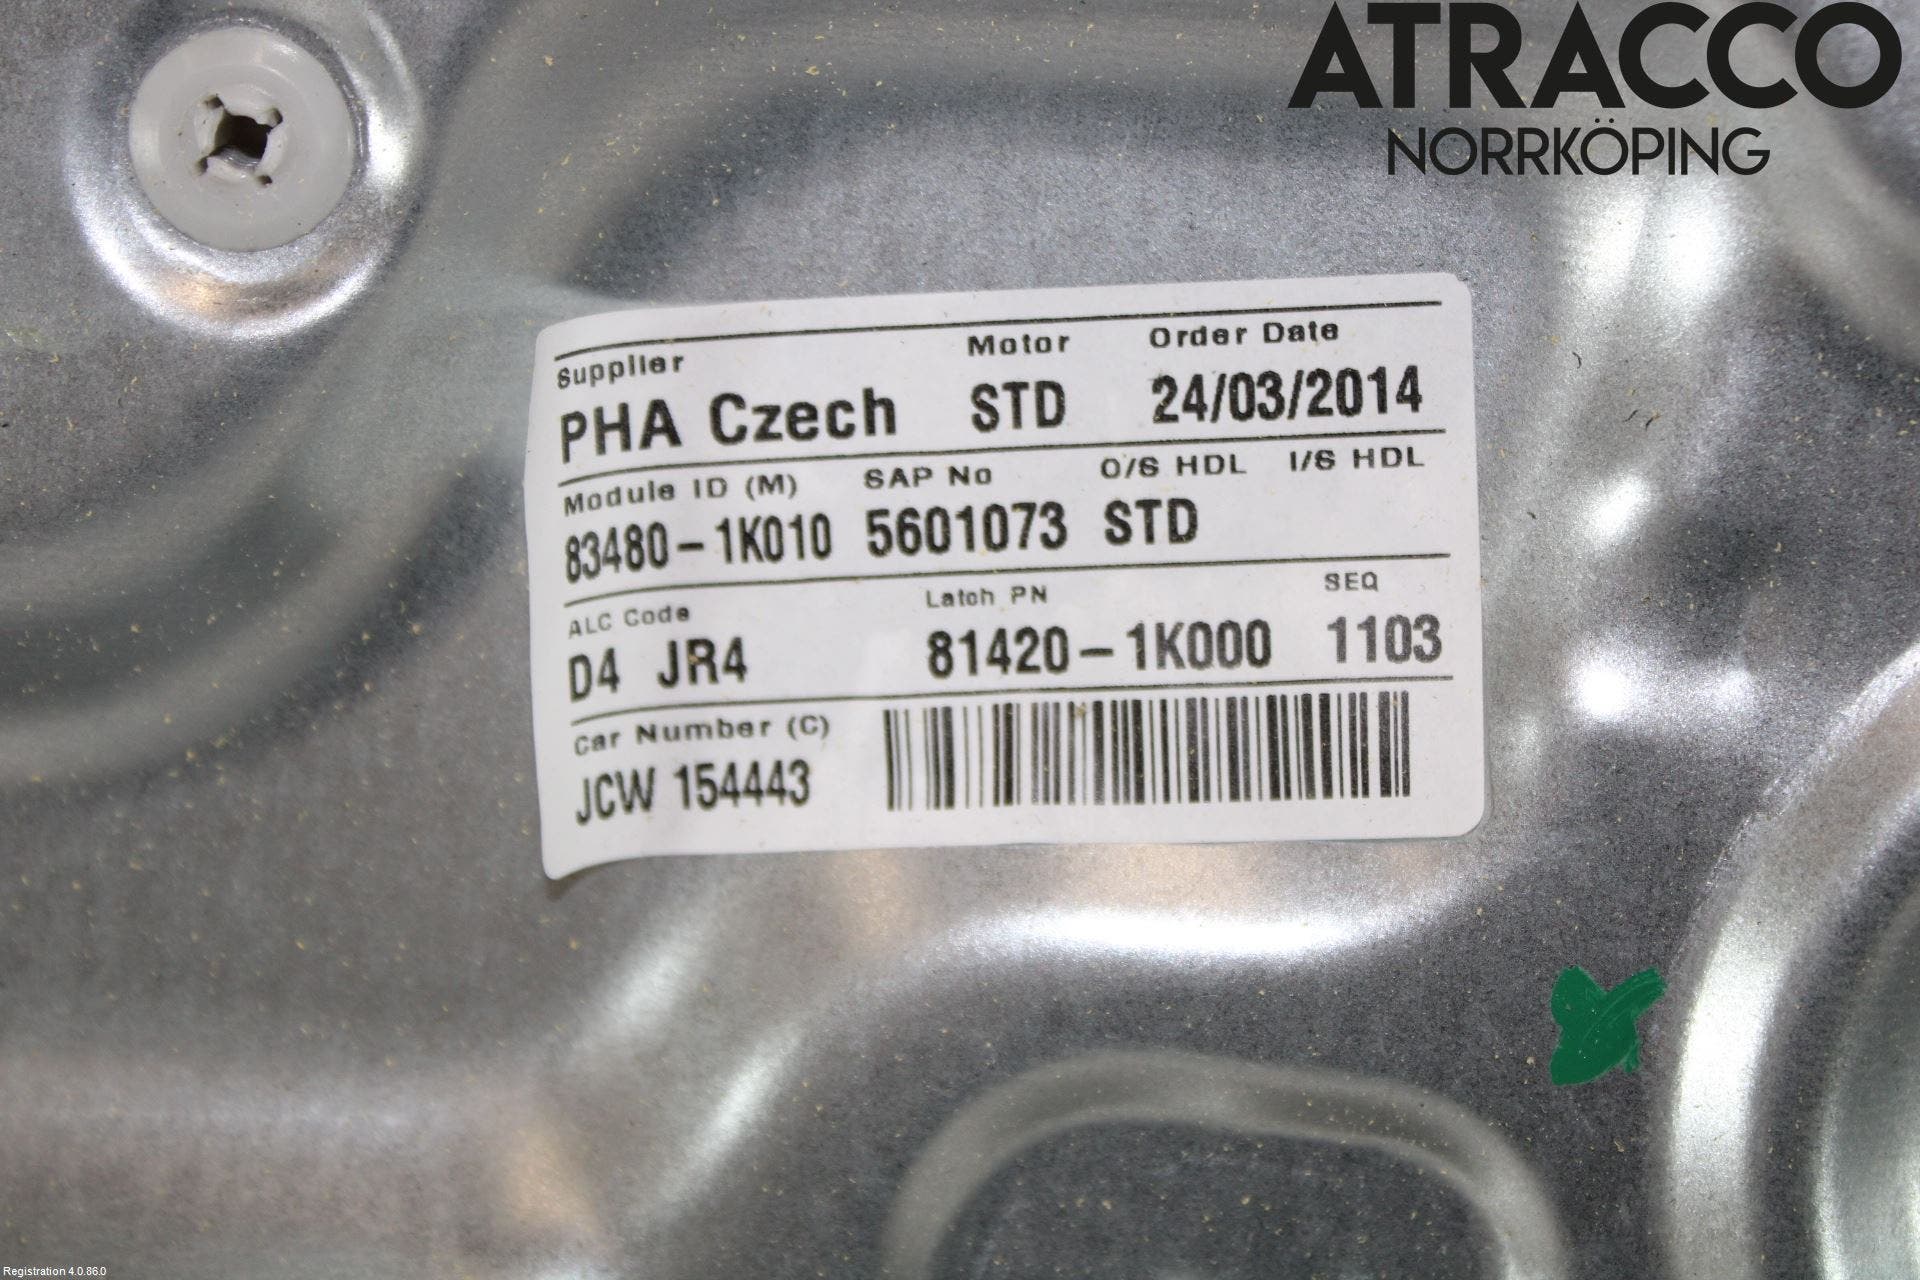 ATRACCO
NORRKÖPING
Supplier Motor Order Date
PHA Czech STD 24/03/2014
Module ID (M) SAP No O/S HDL I/S HDL
83480-1K010 5601073 STD
ALC Code Latch PN SEQ
D4 JR4 81420-1K000 1103
Car Number (C)
JCW 154443
Registration 4.0.86.0